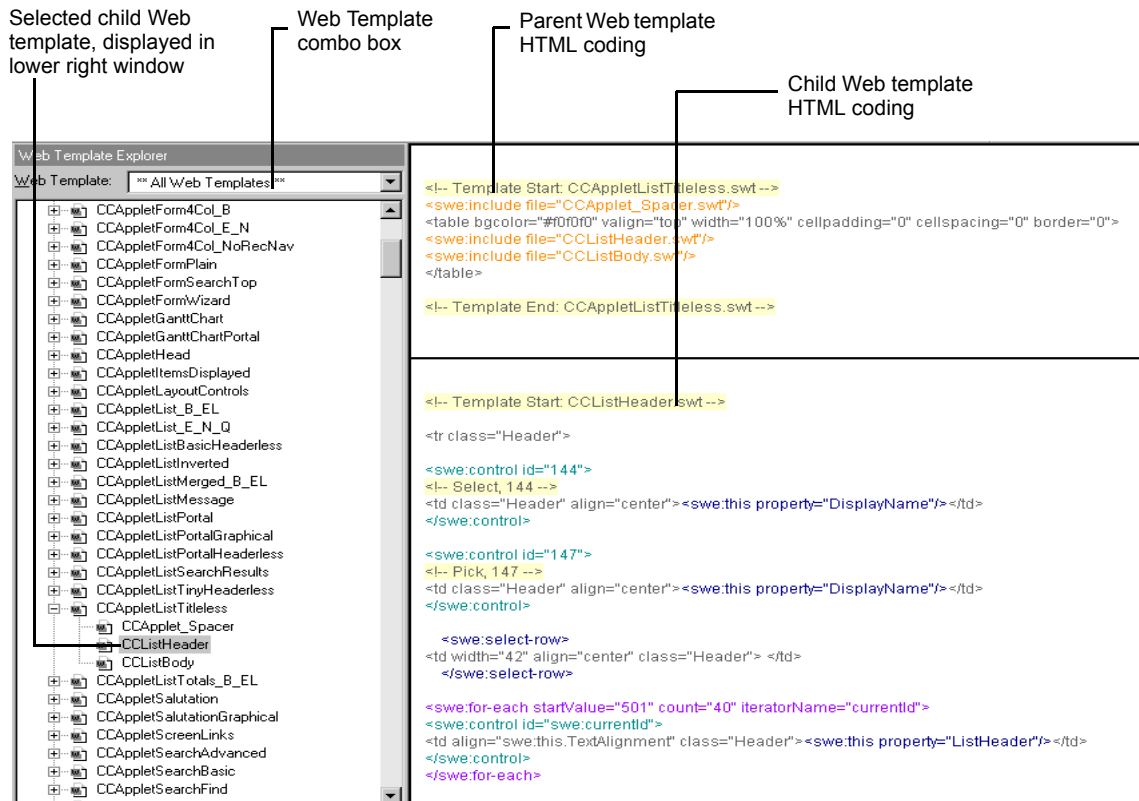 Selected child Web
template, displayed in
lower right window
Web Template
combo box
Parent Web template
HTML coding
Child Web template
HTML coding
Web Template Explorer
Web Template: ** All Web Templates **
CCAppletForm4Col_B
CCAppletForm4Col_E_N
CCAppletForm4Col_NoRecNav
CCAppletFormPlain
CCAppletFormSearchTop
CCAppletFormWizard
CCAppletGanttChart
CCAppletGanttChartPortal
CCAppletHead
CCAppletItemsDisplayed
CCAppletLayoutControls
CCAppletList_B_EL
CCAppletList_E_N_Q
CCAppletListBasicHeaderless
CCAppletListInverted
CCAppletListMerged_B_EL
CCAppletListMessage
CCAppletListPortal
CCAppletListPortalGraphical
CCAppletListPortalHeaderless
CCAppletListSearchResults
CCAppletListTinyHeaderless
CCAppletListTitleless
CCApplet_Spacer
CCListHeader
CCListBody
CCAppletListTotals_B_EL
CCAppletSalutation
CCAppletSalutationGraphical
CCAppletScreenLinks
CCAppletSearchAdvanced
CCAppletSearchBasic
CCAppletSearchFind
<!-- Template Start: CCAppletListTitleless.swt -->
<swe:include file="CCApplet_Spacer.swt"/>
<table bgcolor="#f0f0f0" valign="top" width="100%" cellpadding="0" cellspacing="0" border="0">
<swe:include file="CCListHeader.swt"/>
<swe:include file="CCListBody.swt"/>
</table>
<!-- Template End: CCAppletListTitleless.swt -->
<!-- Template Start: CCListHeader.swt -->
<tr class="Header">
<swe:control id="144">
<!-- Select, 144 -->
<td class="Header" align="center"><swe:this property="DisplayName"/></td>
</swe:control>
<swe:control id="147">
<!-- Pick, 147 -->
<td class="Header" align="center"><swe:this property="DisplayName"/></td>
</swe:control>
<swe:select-row>
<td width="42" align="center" class="Header"> </td>
</swe:select-row>
<swe:for-each startValue="501" count="40" iteratorName="currentId">
<swe:control id="swe:currentId">
<td align="swe:this.TextAlignment" class="Header"><swe:this property="ListHeader"/></td>
</swe:control>
</swe:for-each>